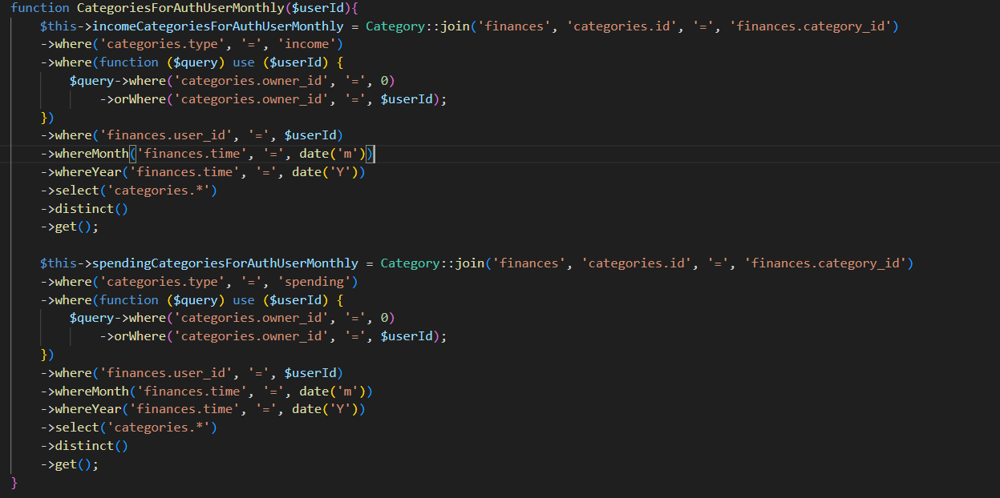 function CategoriesForAuthUserMonthly($userId){
    $this->incomeCategoriesForAuthUserMonthly = Category::join('finances', 'categories.id', '=', 'finances.category_id')
    ->where('categories.type', '=', 'income')
    ->where(function ($query) use ($userId) {
        $query->where('categories.owner_id', '=', 0)
            ->orWhere('categories.owner_id', '=', $userId);
    })
    ->where('finances.user_id', '=', $userId)
    ->whereMonth('finances.time', '=', date('m'))
    ->whereYear('finances.time', '=', date('Y'))
    ->select('categories.*')
    ->distinct()
    ->get();

    $this->spendingCategoriesForAuthUserMonthly = Category::join('finances', 'categories.id', '=', 'finances.category_id')
    ->where('categories.type', '=', 'spending')
    ->where(function ($query) use ($userId) {
        $query->where('categories.owner_id', '=', 0)
            ->orWhere('categories.owner_id', '=', $userId);
    })
    ->where('finances.user_id', '=', $userId)
    ->whereMonth('finances.time', '=', date('m'))
    ->whereYear('finances.time', '=', date('Y'))
    ->select('categories.*')
    ->distinct()
    ->get();
}